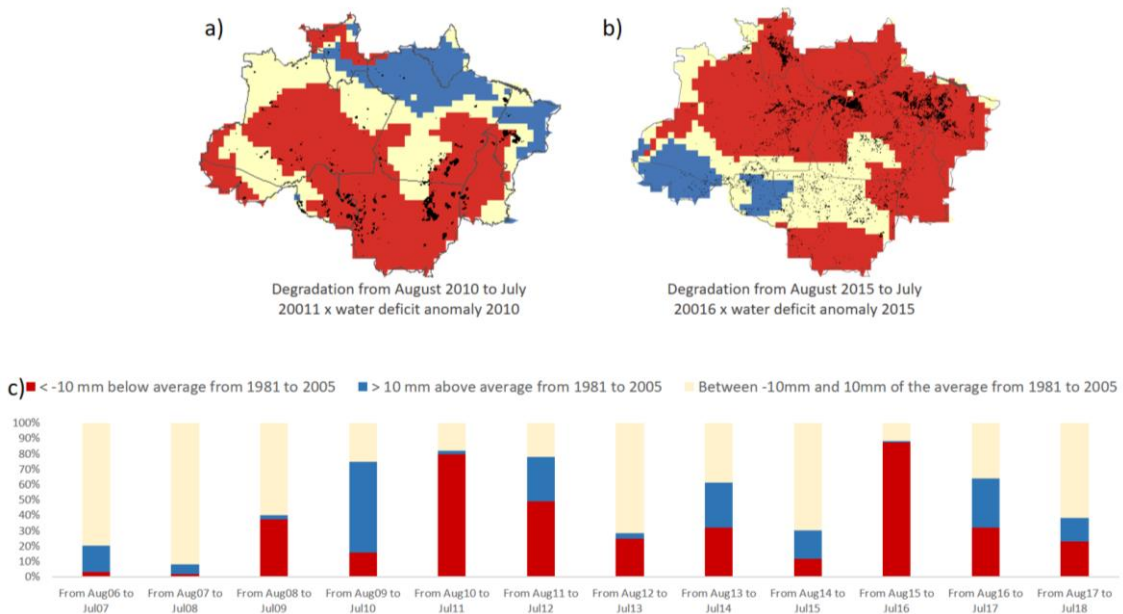 a)
b)
Degradation from August 2010 to July
20011 x water deficit anomaly 2010
Degradation from August 2015 to July
20016 x water deficit anomaly 2015
c)
< -10 mm below average from 1981 to 2005 > 10 mm above average from 1981 to 2005 Between -10mm and 10mm of the average from 1981 to 2005
100%
90%
80%
70%
60%
50%
40%
30%
20%
10%
0%
From Aug06 to Jul07
From Aug07 to Jul08
From Aug08 to Jul09
From Aug09 to Jul10
From Aug10 to Jul11
From Aug11 to Jul12
From Aug12 to Jul13
From Aug13 to Jul14
From Aug14 to Jul15
From Aug15 to Jul16
From Aug16 to Jul17
From Aug17 to Jul18